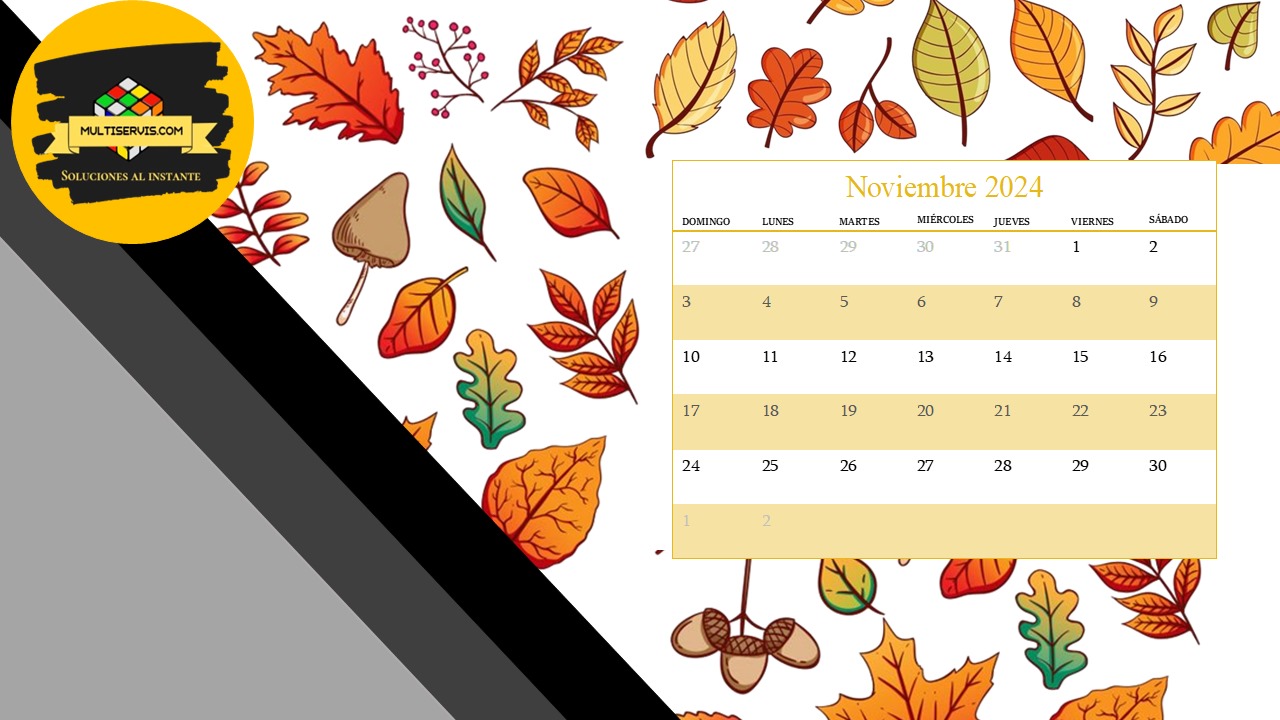 MULTISERVIS.COM
SOLUCIONES AL INSTANTE
Noviembre 2024
DOMINGO LUNES MARTES MIÉRCOLES JUEVES VIERNES SÁBADO
27 28 29 30 31 1 2
3 4 5 6 7 8 9
10 11 12 13 14 15 16
17 18 19 20 21 22 23
24 25 26 27 28 29 30
1 2